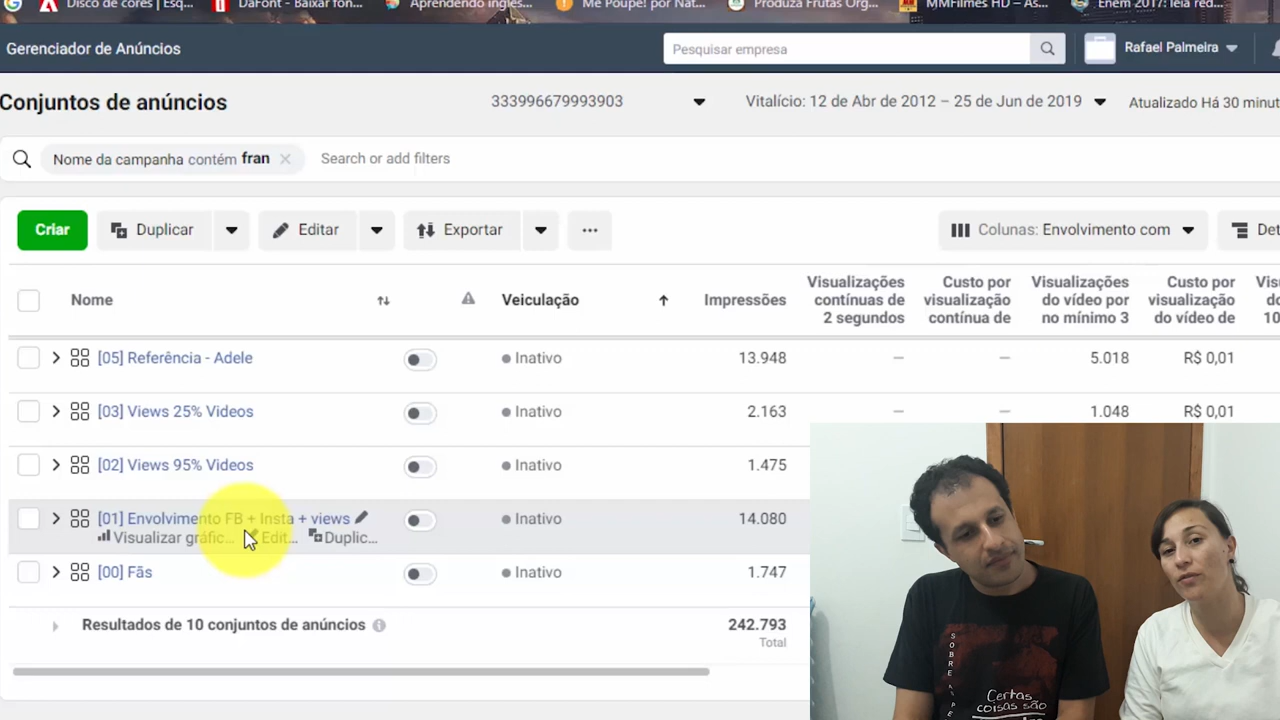 Disco de cores | Esq...
DaFont - Baixar fon...
Aprendendo inglês...
Me Poupe! por Nat...
Produza Frutas Org...
MMFilmes HD – As...
Enem 2017: leia red...
Gerenciador de Anúncios
Pesquisar empresa
Rafael Palmeira
Conjuntos de anúncios
333996679993903
Vitalício: 12 de Abr de 2012 – 25 de Jun de 2019
Atualizado Há 30 minut
Nome da campanha contém fran
Search or add filters
Criar
Duplicar
Editar
Exportar
Colunas: Envolvimento com
Det
Nome
Veiculação
Impressões
Visualizações
contínuas de
2 segundos
Custo por
visualização
contínua de
Visualizações
do vídeo por
no mínimo 3
Custo por
visualização
do vídeo de
Vis
do
10
[05] Referência - Adele
Inativo
13.948
—
—
5.018
R$ 0,01
[03] Views 25% Videos
Inativo
2.163
—
—
1.048
R$ 0,01
[02] Views 95% Videos
Inativo
1.475
[01] Envolvimento FB + Insta + views
Inativo
14.080
Visualizar gráfic...
Edit...
Duplic...
[00] Fãs
Inativo
1.747
Resultados de 10 conjuntos de anúncios
242.793
Total
SOBRE
Certas
coisas são